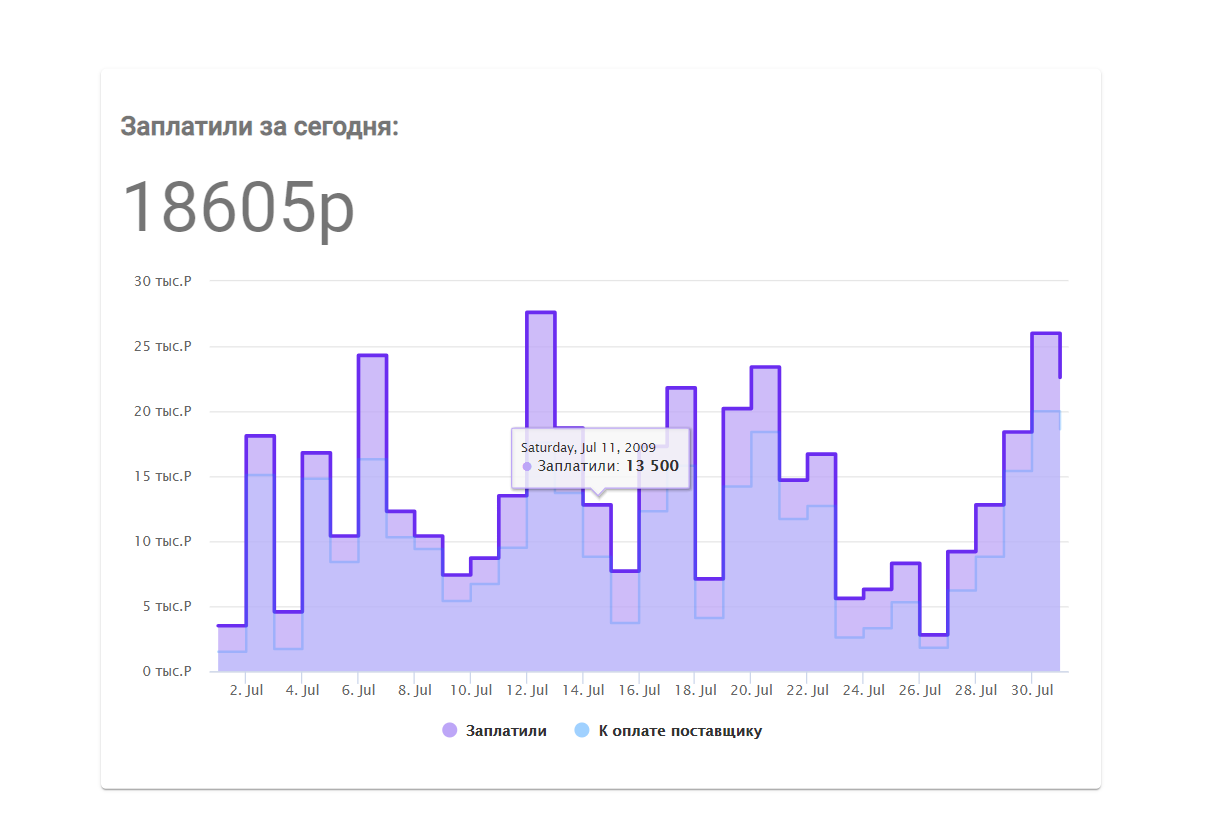 Заплатили за сегодня:
18605р
30 тыс.Р
25 тыс.Р
20 тыс.Р
15 тыс.Р
10 тыс.Р
5 тыс.Р
0 тыс.Р
Saturday, Jul 11, 2009
Заплатили: 13 500
2. Jul 4. Jul 6. Jul 8. Jul 10. Jul 12. Jul 14. Jul 16. Jul 18. Jul 20. Jul 22. Jul 24. Jul 26. Jul 28. Jul 30. Jul
Заплатили К оплате поставщику